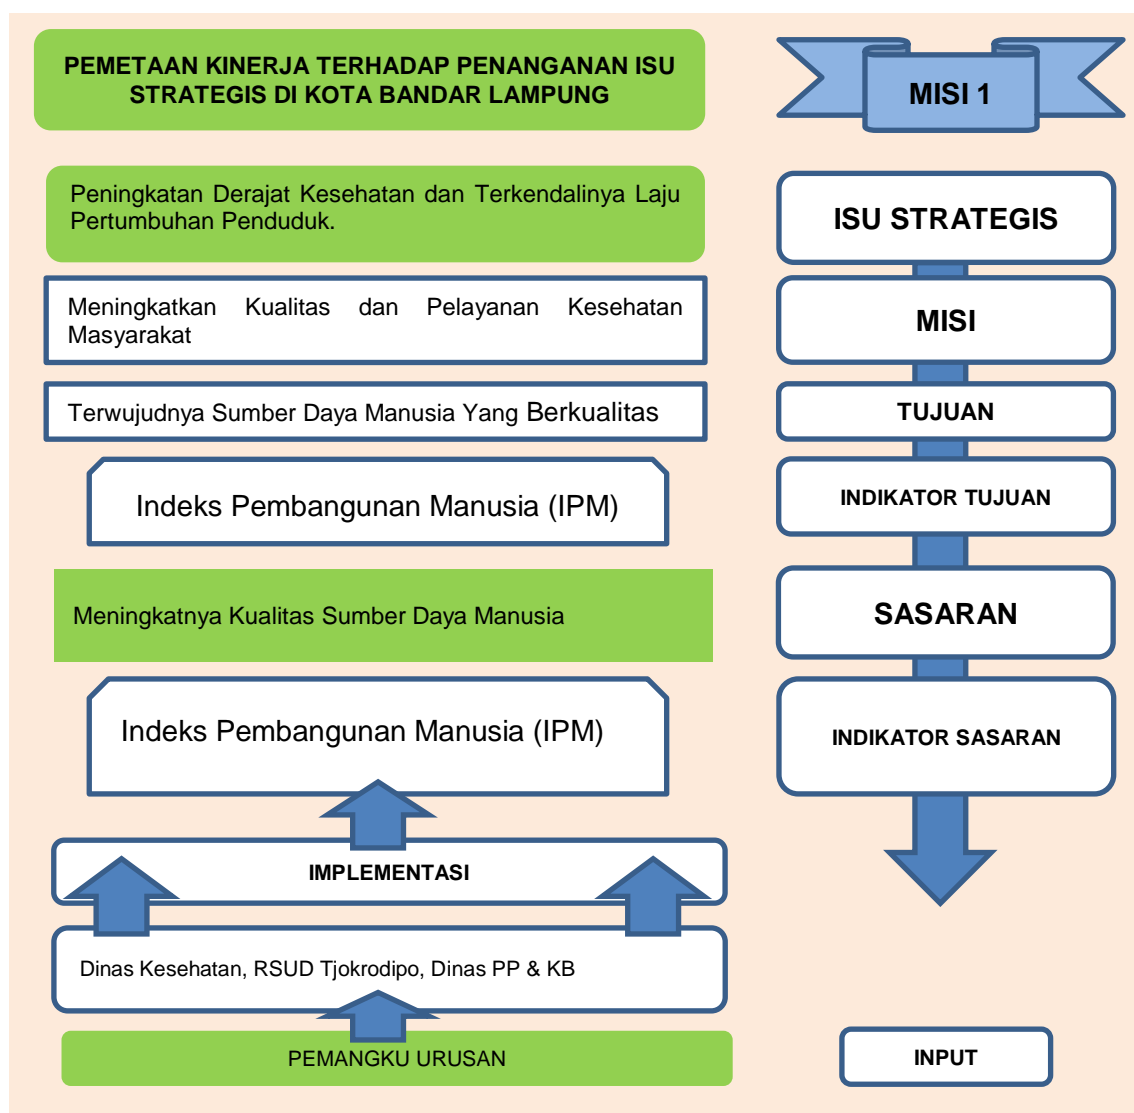 PEMETAAN KINERJA TERHADAP PENANGANAN ISU
STRATEGIS DI KOTA BANDAR LAMPUNG
MISI 1
Peningkatan Derajat Kesehatan dan Terkendalinya Laju
Pertumbuhan Penduduk.
ISU STRATEGIS
Meningkatkan Kualitas dan Pelayanan Kesehatan
Masyarakat
MISI
Terwujudnya Sumber Daya Manusia Yang Berkualitas
TUJUAN
Indeks Pembangunan Manusia (IPM)
INDIKATOR TUJUAN
Meningkatnya Kualitas Sumber Daya Manusia
SASARAN
Indeks Pembangunan Manusia (IPM)
INDIKATOR SASARAN
IMPLEMENTASI
Dinas Kesehatan, RSUD Tjokrodipo, Dinas PP & KB
PEMANGKU URUSAN
INPUT